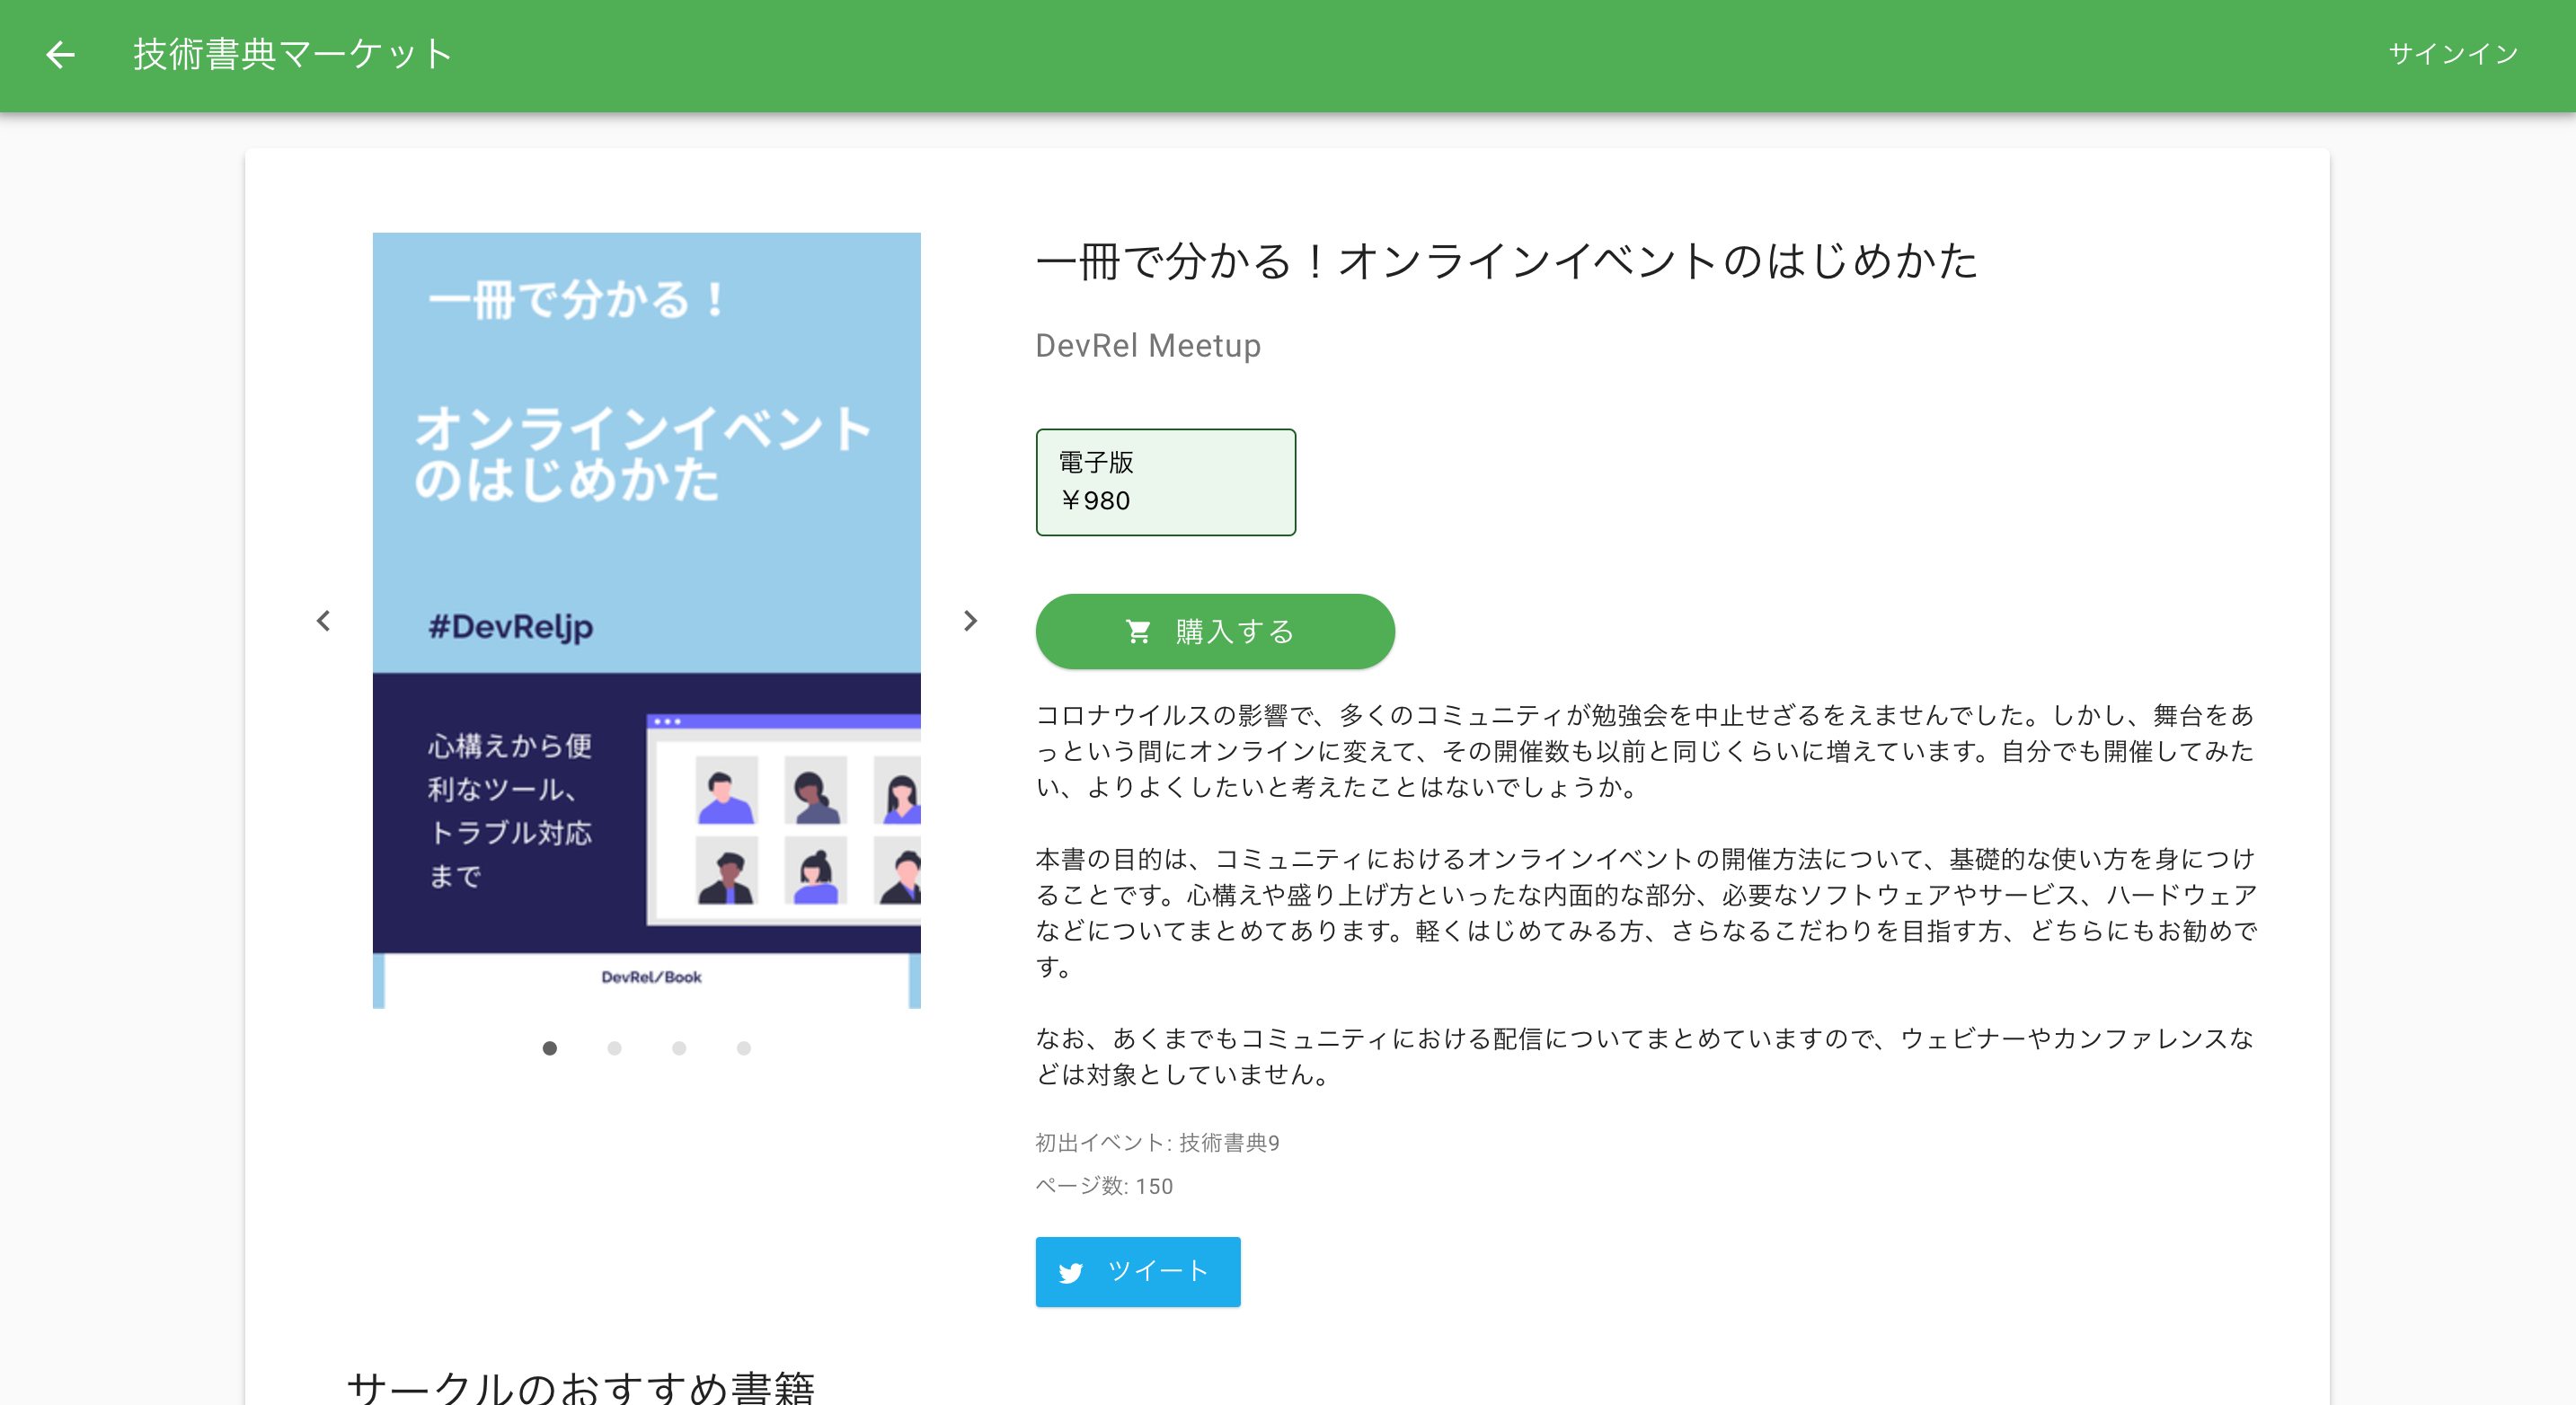 技術書典マーケット
サインイン
一冊で分かる！
オンラインイベント
のはじめかた
#DevReljp
心構えから便
利なツール、
トラブル対応
まで
DevRel/Book
一冊で分かる！オンラインイベントのはじめかた
DevRel Meetup
電子版
￥980
購入する
コロナウイルスの影響で、多くのコミュニティが勉強会を中止せざるをえませんでした。しかし、舞台をあ
っという間にオンラインに変えて、その開催数も以前と同じくらいに増えています。自分でも開催してみた
い、よりよくしたいと考えたことはないでしょうか。
本書の目的は、コミュニティにおけるオンラインイベントの開催方法について、基礎的な使い方を身につけ
ることです。心構えや盛り上げ方といったな内面的な部分、必要なソフトウェアやサービス、ハードウェア
などについてまとめてあります。軽くはじめてみる方、さらなるこだわりを目指す方、どちらにもお勧めで
す。
なお、あくまでもコミュニティにおける配信についてまとめていますので、ウェビナーやカンファレンスな
どは対象としていません。
初出イベント: 技術書典9
ページ数: 150
ツイート
サークルのおすすめ書籍